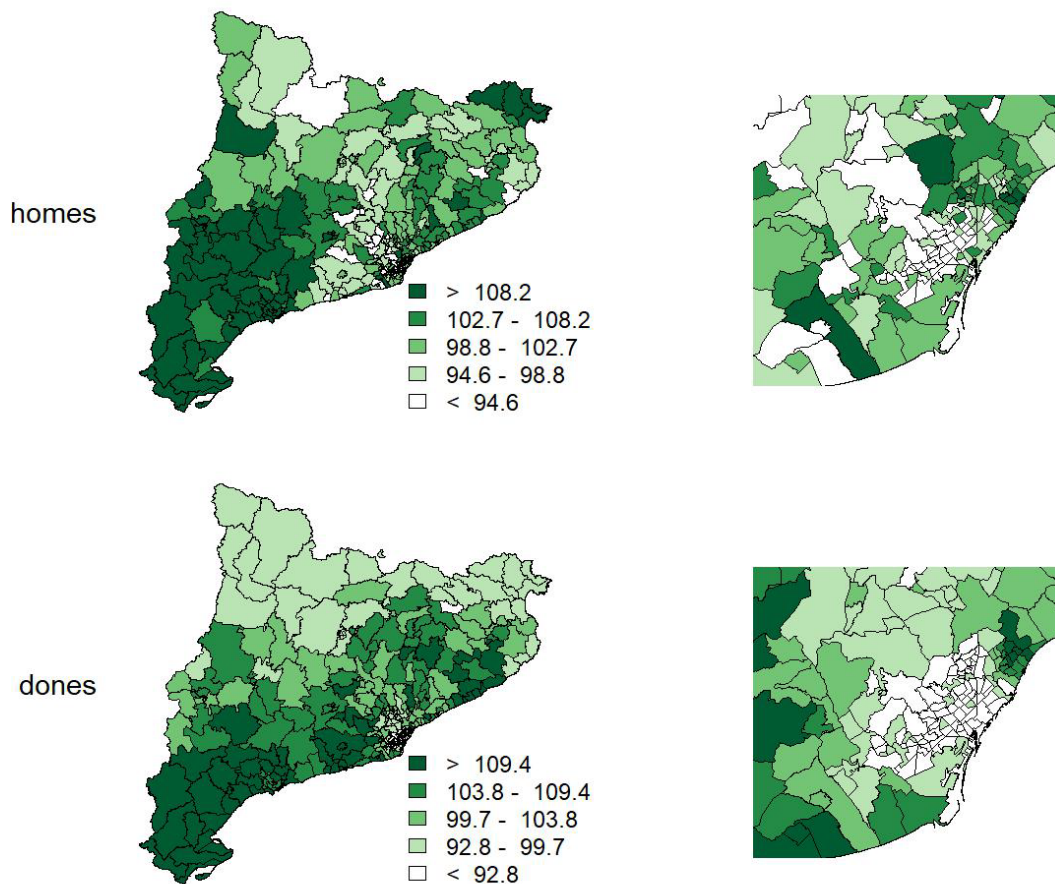 homes
> 108.2
102.7 - 108.2
98.8 - 102.7
94.6 - 98.8
< 94.6
dones
> 109.4
103.8 - 109.4
99.7 - 103.8
92.8 - 99.7
< 92.8